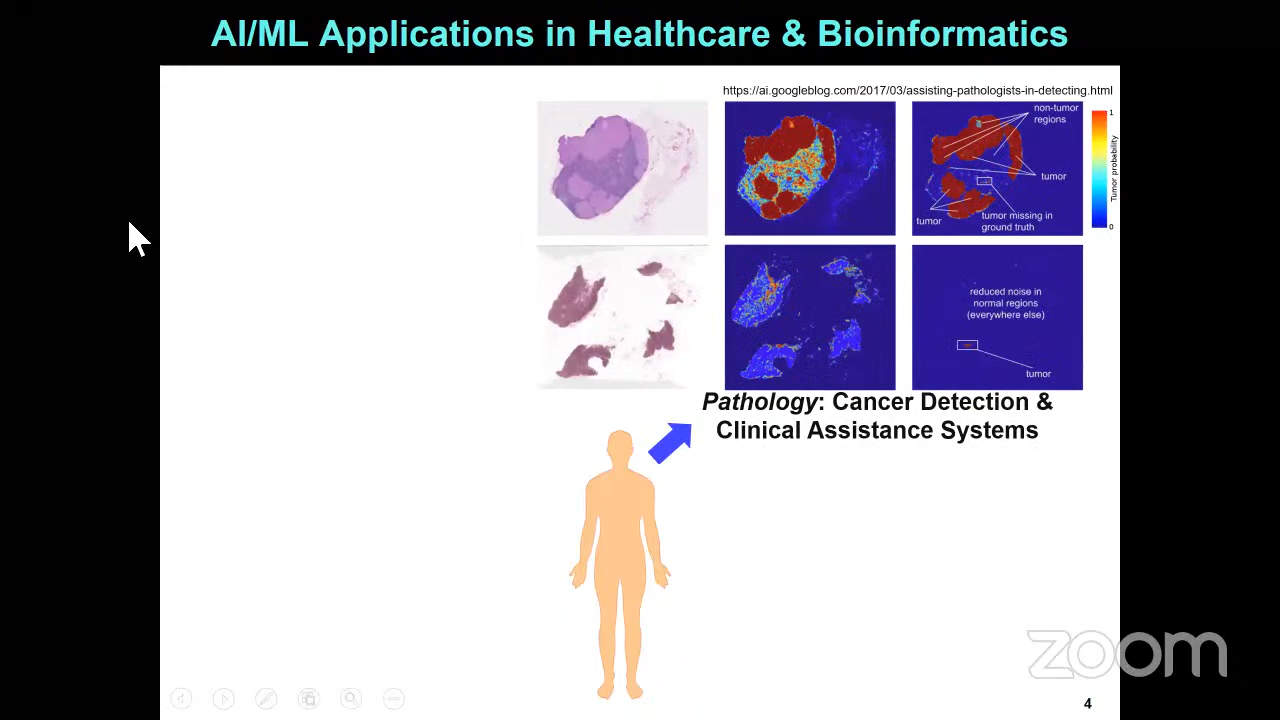 AI/ML Applications in Healthcare & Bioinformatics
https://ai.googleblog.com/2017/03/assisting-pathologists-in-detecting.html
non-tumor
regions
tumor
tumor
tumor missing in
ground truth
1
Tumor probability
0
reduced noise in
normal regions
(everywhere else)
tumor
Pathology: Cancer Detection &
Clinical Assistance Systems
zoom
4